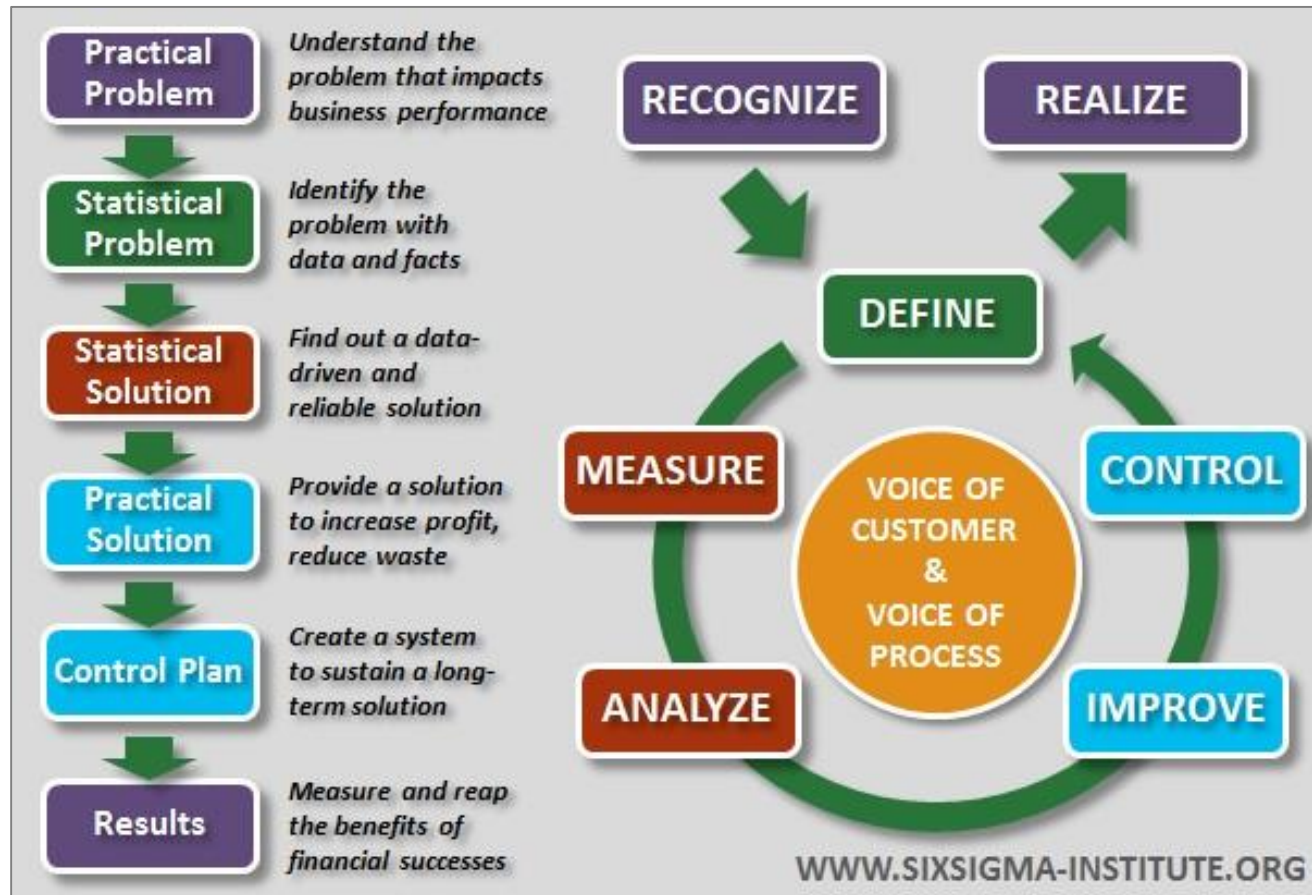 Practical
Problem
Understand the
problem that impacts
business performance
Statistical
Problem
Identify the
problem with
data and facts
Statistical
Solution
Find out a data-
driven and
reliable solution
Practical
Solution
Provide a solution
to increase profit,
reduce waste
Control Plan
Create a system
to sustain a long-
term solution
Results
Measure and reap
the benefits of
financial successes
RECOGNIZE
REALIZE
DEFINE
MEASURE
CONTROL
VOICE OF
CUSTOMER
&
VOICE OF
PROCESS
ANALYZE
IMPROVE
WWW.SIXSIGMA-INSTITUTE.ORG